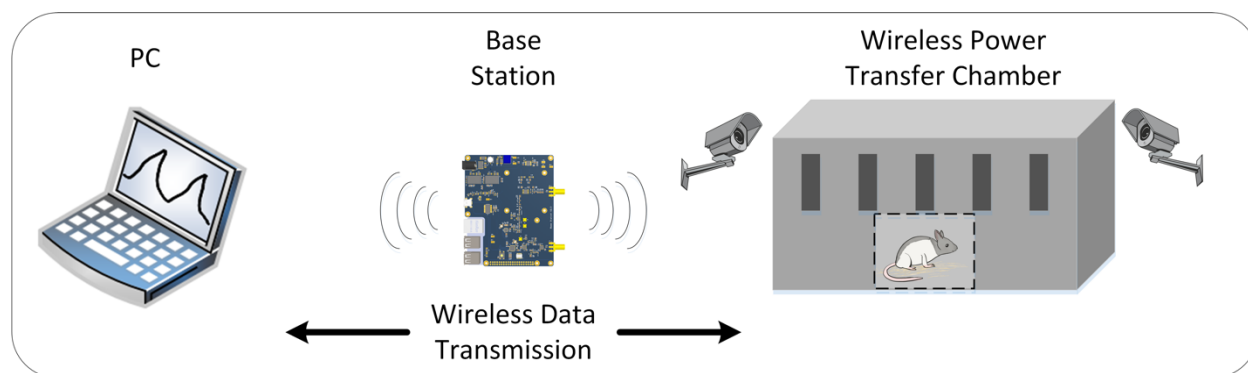 PC
Base
Station
Wireless Power
Transfer Chamber
Wireless Data
Transmission